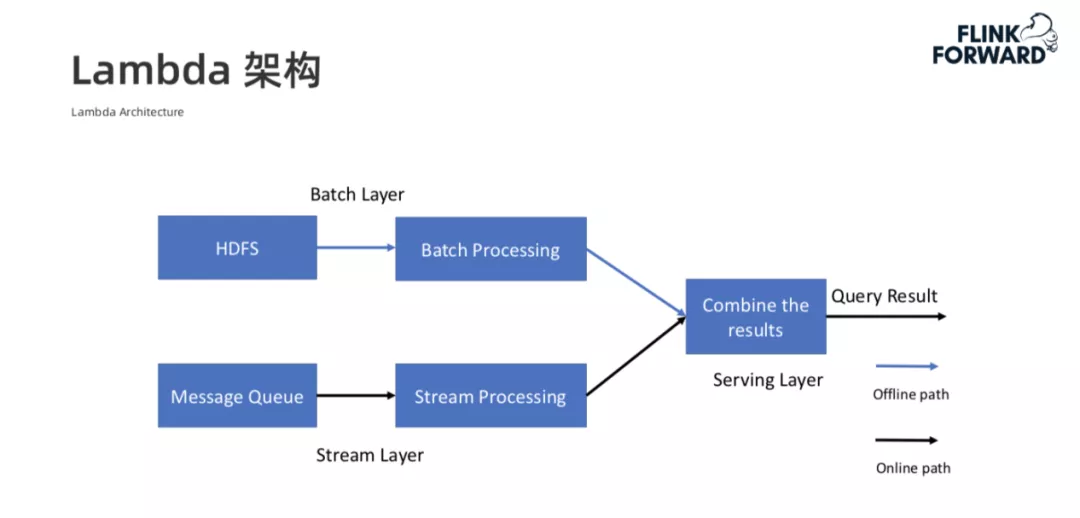 Lambda 架构
Lambda Architecture
FLINK
FORWARD
Batch Layer
HDFS
Batch Processing
Combine the
results
Query Result
Message Queue
Stream Processing
Serving Layer
Offline path
Stream Layer
Online path